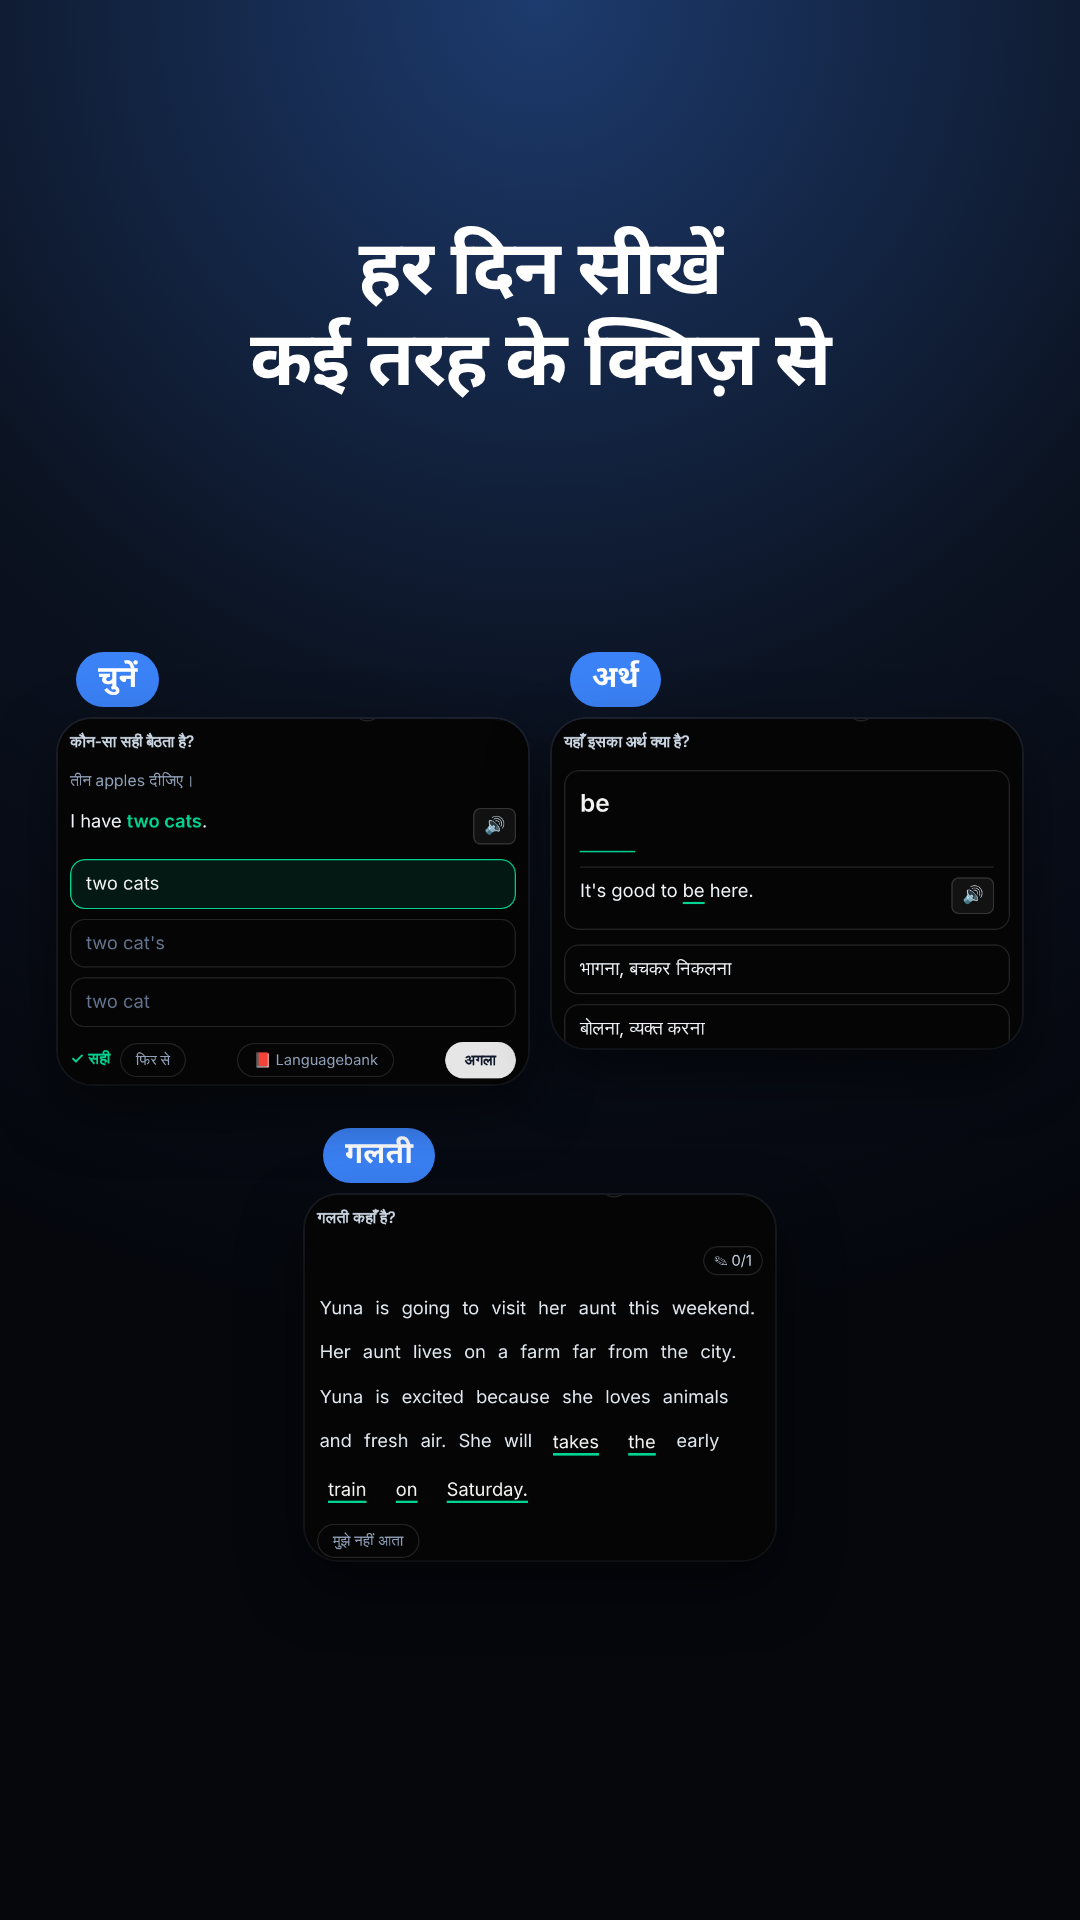 हर दिन सीखें
कई तरह के क्विज़ से
चुनें
कौन-सा सही बैठता है?
तीन apples दीजिए।
I have two cats.
two cats
two cat's
two cat
✓ सही
फिर से
Languagebank
अगला
अर्थ
यहाँ इसका अर्थ क्या है?
be
It's good to be here.
भागना, बचकर निकलना
बोलना, व्यक्त करना
गलती
गलती कहाँ है?
0/1
Yuna is going to visit her aunt this weekend.
Her aunt lives on a farm far from the city.
Yuna is excited because she loves animals
and fresh air. She will takes the early
train on Saturday.
मुझे नहीं आता